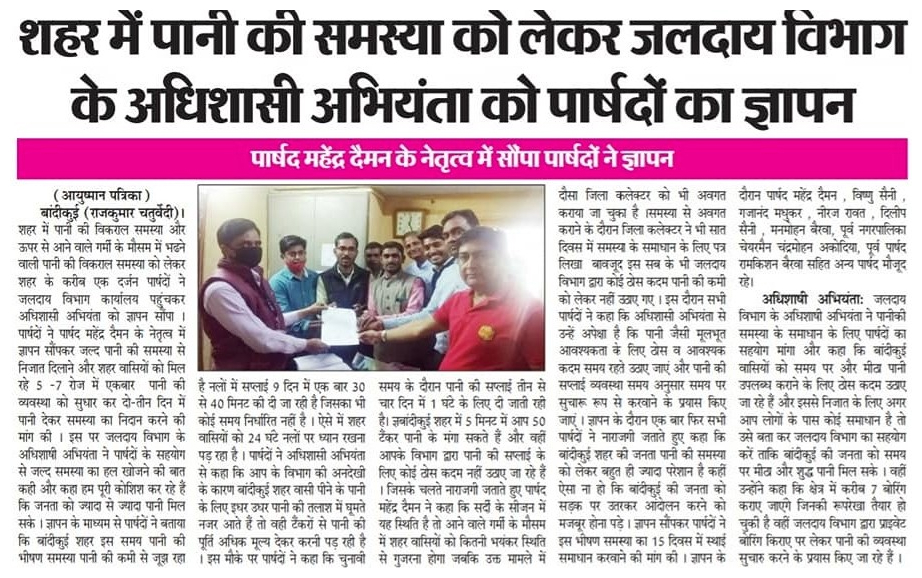 शहर में पानी की समस्या को लेकर जलदाय विभाग
के अधिशासी अभियंता को पार्षदों का ज्ञापन
पार्षद महेंद्र दैमन के नेतृत्व में सौंपा पार्षदों ने ज्ञापन
( आयुष्मान पत्रिका )
बांदीकुई (राजकुमार चतुर्वेदी)।
शहर में पानी की विकराल समस्या और
ऊपर से आने वाले गर्मी के मौसम में भढने
वाली पानी की विकराल समस्या को लेकर
शहर के करीब एक दर्जन पार्षदों ने
जलदाय विभाग कार्यालय पहुंचकर
अधिशासी अभियंता को ज्ञापन सौंपा ।
पार्षदों ने पार्षद महेंद्र दैमन के नेतृत्व में
ज्ञापन सौंपकर जल्द पानी की समस्या से
निजात दिलाने और शहर वासियों को मिल
रहे 5 -7 रोज में एकबार पानी की
व्यवस्था को सुधार कर दो-तीन दिन में
पानी देकर समस्या का निदान करने की
मांग की । इस पर जलदाय विभाग के
अधिशाषी अभियंता ने पार्षदों के सहयोग
से जल्द समस्या का हल खोजने की बात
कही और कहा हम पूरी कोशिश कर रहे हैं
कि जनता को ज्यादा से ज्यादा पानी मिल
सके । ज्ञापन के माध्यम से पार्षदों ने बताया
कि बांदीकुई शहर इस समय पानी की
भीषण समस्या पानी की कमी से जूझ रहा
है नलों में सप्लाई 9 दिन में एक बार 30
से 40 मिनट की दी जा रही है जिसका भी
कोई समय निर्धारित नहीं है । ऐसे में शहर
वासियों को 24 घंटे नलों पर ध्यान रखना
पड़ रहा है । पार्षदों ने अधिशासी अभियंता
से कहा कि आप के विभाग की अनदेखी
के कारण बांदीकुई शहर वासी पीने के पानी
के लिए इधर उधर पानी की तलाश में घूमते
नजर आते हैं तो वही टैंकरों से पानी की
पूर्ति अधिक मूल्य देकर करनी पड़ रही है
। इस मौके पर पार्षदों ने कहा कि चुनावी
समय के दौरान पानी की सप्लाई तीन से
चार दिन में 1 घंटे के लिए दी जाती रही
है। ज़बांदीकुई शहर में 5 मिनट में आप 50
टैंकर पानी के मंगा सकते हैं और वहीं
आपके विभाग द्वारा पानी की सप्लाई के
लिए कोई ठोस कदम नहीं उठाए जा रहे हैं
। जिसके चलते नाराजगी जताते हुए पार्षद
महेंद्र दैमन ने कहा कि सर्दी के सीजन में
यह स्थिति है तो आने वाले गर्मी के मौसम
में शहर वासियों को कितनी भयंकर स्थिति
से गुजरना होगा जबकि उक्त मामले में
दौसा जिला कलेक्टर को भी अवगत
कराया जा चुका है ।समस्या से अवगत
कराने के दौरान जिला कलेक्टर ने भी सात
दिवस में समस्या के समाधान के लिए पत्र
लिखा बावजूद इस सब के भी जलदाय
विभाग द्वारा कोई ठोस कदम पानी की कमी
को लेकर नहीं उठाए गए । इस दौरान सभी
पार्षदों ने कहा कि अधिशासी अभियंता से
उन्हें अपेक्षा है कि पानी जैसी मूलभूत
आवश्यकता के लिए ठोस व आवश्यक
कदम समय रहते उठाए जाएं और पानी की
सप्लाई व्यवस्था समय अनुसार समय पर
सुचारू रूप से करवाने के प्रयास किए
जाएं । ज्ञापन के दौरान एक बार फिर सभी
पार्षदों ने नाराजगी जताते हुए कहा कि
बांदीकुई शहर की जनता पानी की समस्या
को लेकर बहुत ही ज्यादा परेशान है कहीं
ऐसा ना हो कि बांदीकुई की जनता को
सड़क पर उतरकर आंदोलन करने को
मजबूर होना पड़े । ज्ञापन सौंपकर पार्षदों ने
इस भीषण समस्या का 15 दिवस में स्थाई
समाधान करवाने की मांग की । ज्ञापन के
दौरान पार्षद महेंद्र दैमन , विष्णु सैनी ,
गजानंद मधुकर , नीरज रावत , दिलीप
सैनी , मनमोहन बैरवा, पूर्व नगरपालिका
चेयरमैन चंद्रमोहन अकोदिया, पूर्व पार्षद
रामकिशन बैरवा सहित अन्य पार्षद मौजूद
रहे।
अधिशाषी अभियंता: जलदाय
विभाग के अधिशाषी अभियंता ने पानीकी
समस्या के समाधान के लिए पार्षदों का
सहयोग मांगा और कहा कि बांदीकुई
वासियों को समय पर और मीठा पानी
उपलब्ध कराने के लिए ठोस कदम उठाए
जा रहे हैं और इससे निजात के लिए अगर
आप लोगों के पास कोई समाधान है तो
उसे बता कर जलदाय विभाग का सहयोग
करें ताकि बांदीकुई की जनता को समय
पर मीठा और शुद्ध पानी मिल सके । वहीं
उन्होंने कहा कि क्षेत्र में करीब 7 बोरिंग
कराए जाएंगे जिनकी रूपरेखा तैयार हो
चुकी है वहीं जलदाय विभाग द्वारा प्राइवेट
बोरिंग किराए पर लेकर पानी की व्यवस्था
सुचारु करने के प्रयास किए जा रहे हैं ।